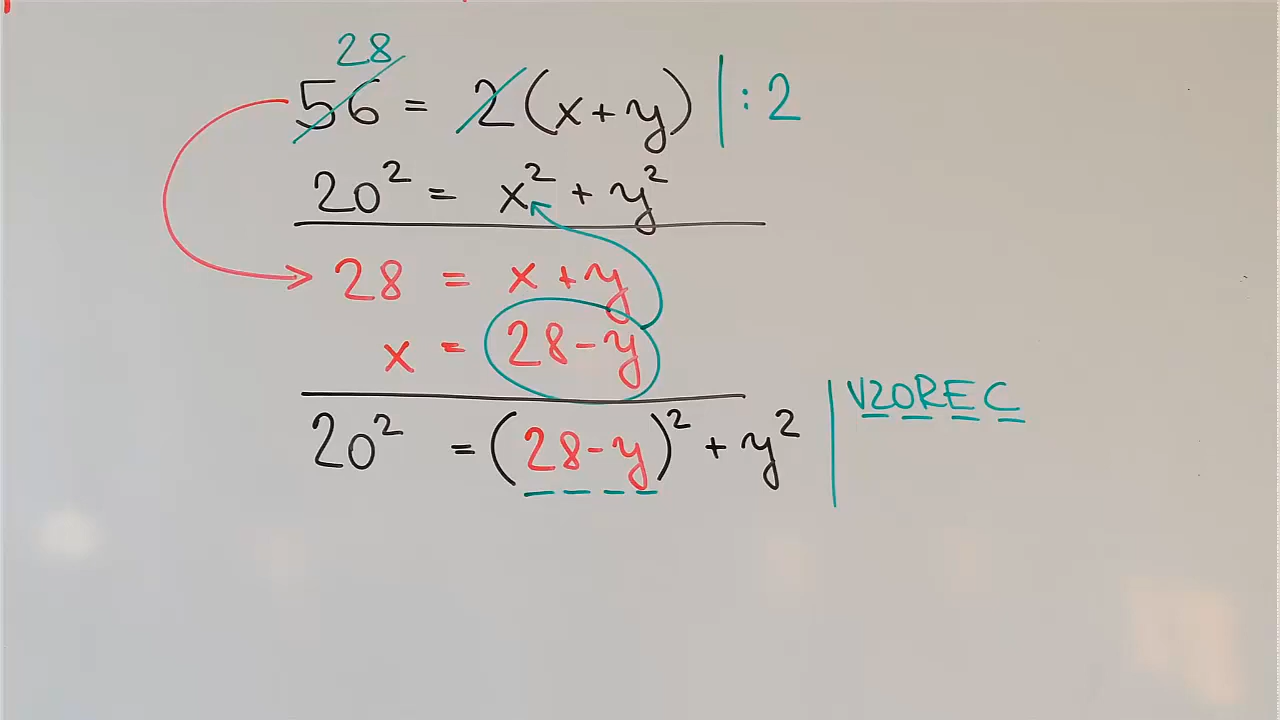 28
56 = 2(x+y) | :2
20² = x² + y²
28 = x+y
x = 28-y
20² = (28-y)² + y² | VZOREC